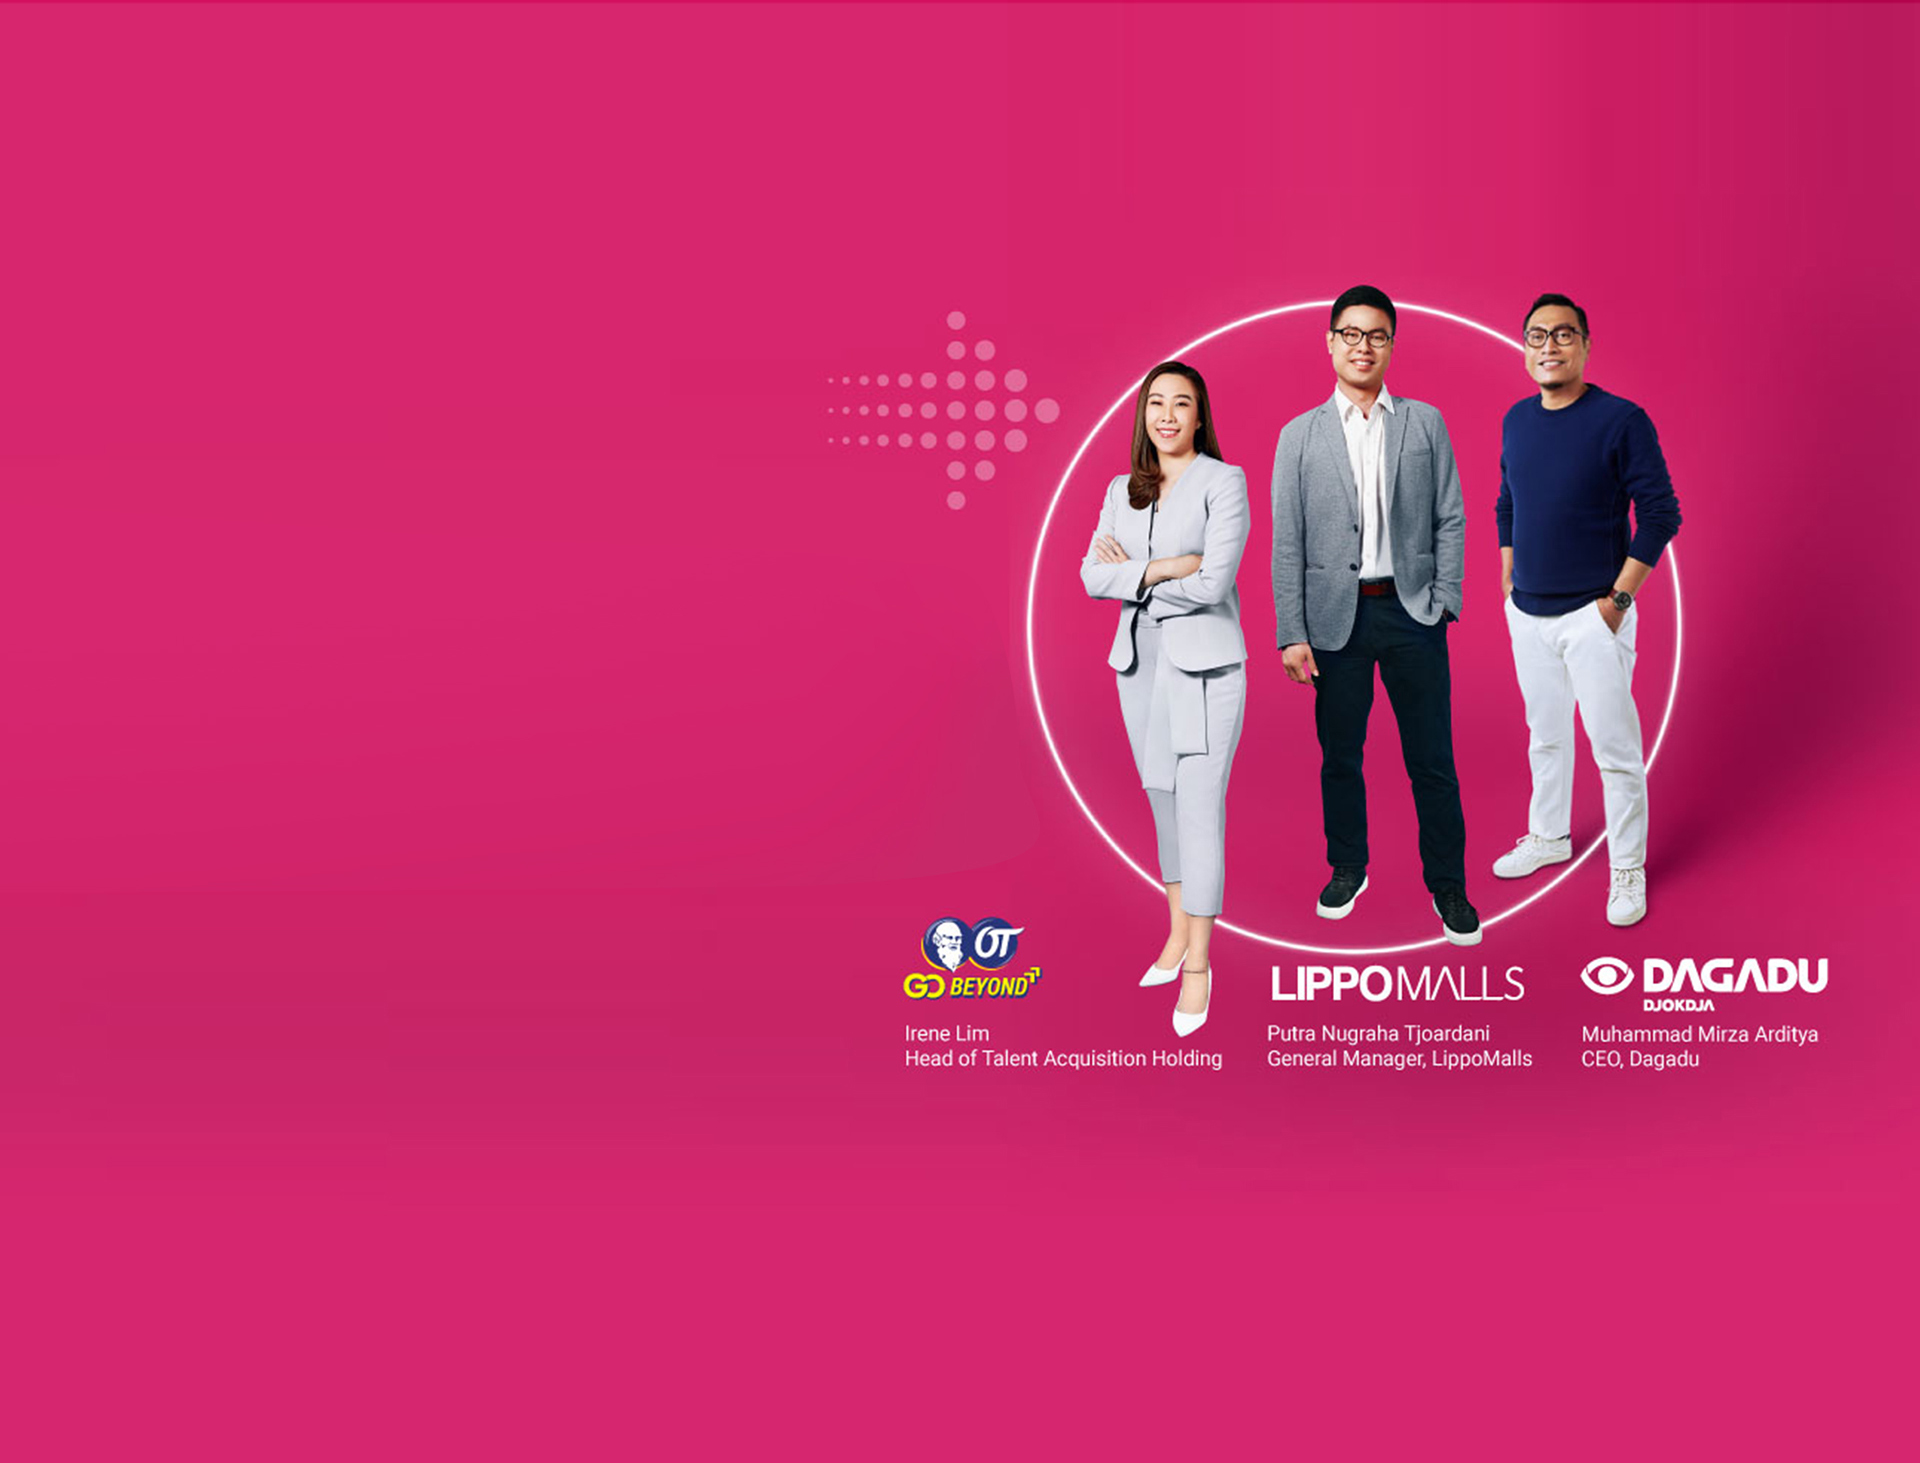 OT
GO BEYOND
Irene Lim
Head of Talent Acquisition Holding
LIPPOMALLS
Putra Nugraha Tjoardani
General Manager, LippoMalls
DAGADU
DJOKDJA
Muhammad Mirza Arditya
CEO, Dagadu